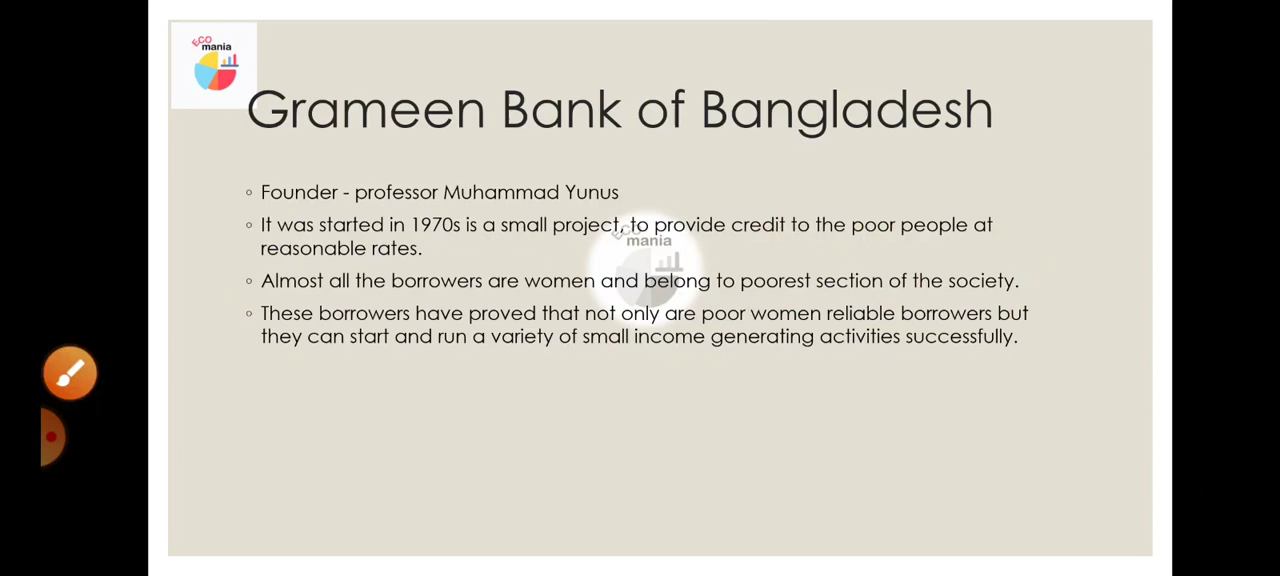 ECO
mania
Grameen Bank of Bangladesh
◦ Founder - professor Muhammad Yunus
◦ It was started in 1970s is a small project, to provide credit to the poor people at
reasonable rates.
ECO
mania
◦ Almost all the borrowers are women and belong to poorest section of the society.
◦ These borrowers have proved that not only are poor women reliable borrowers but
they can start and run a variety of small income generating activities successfully.